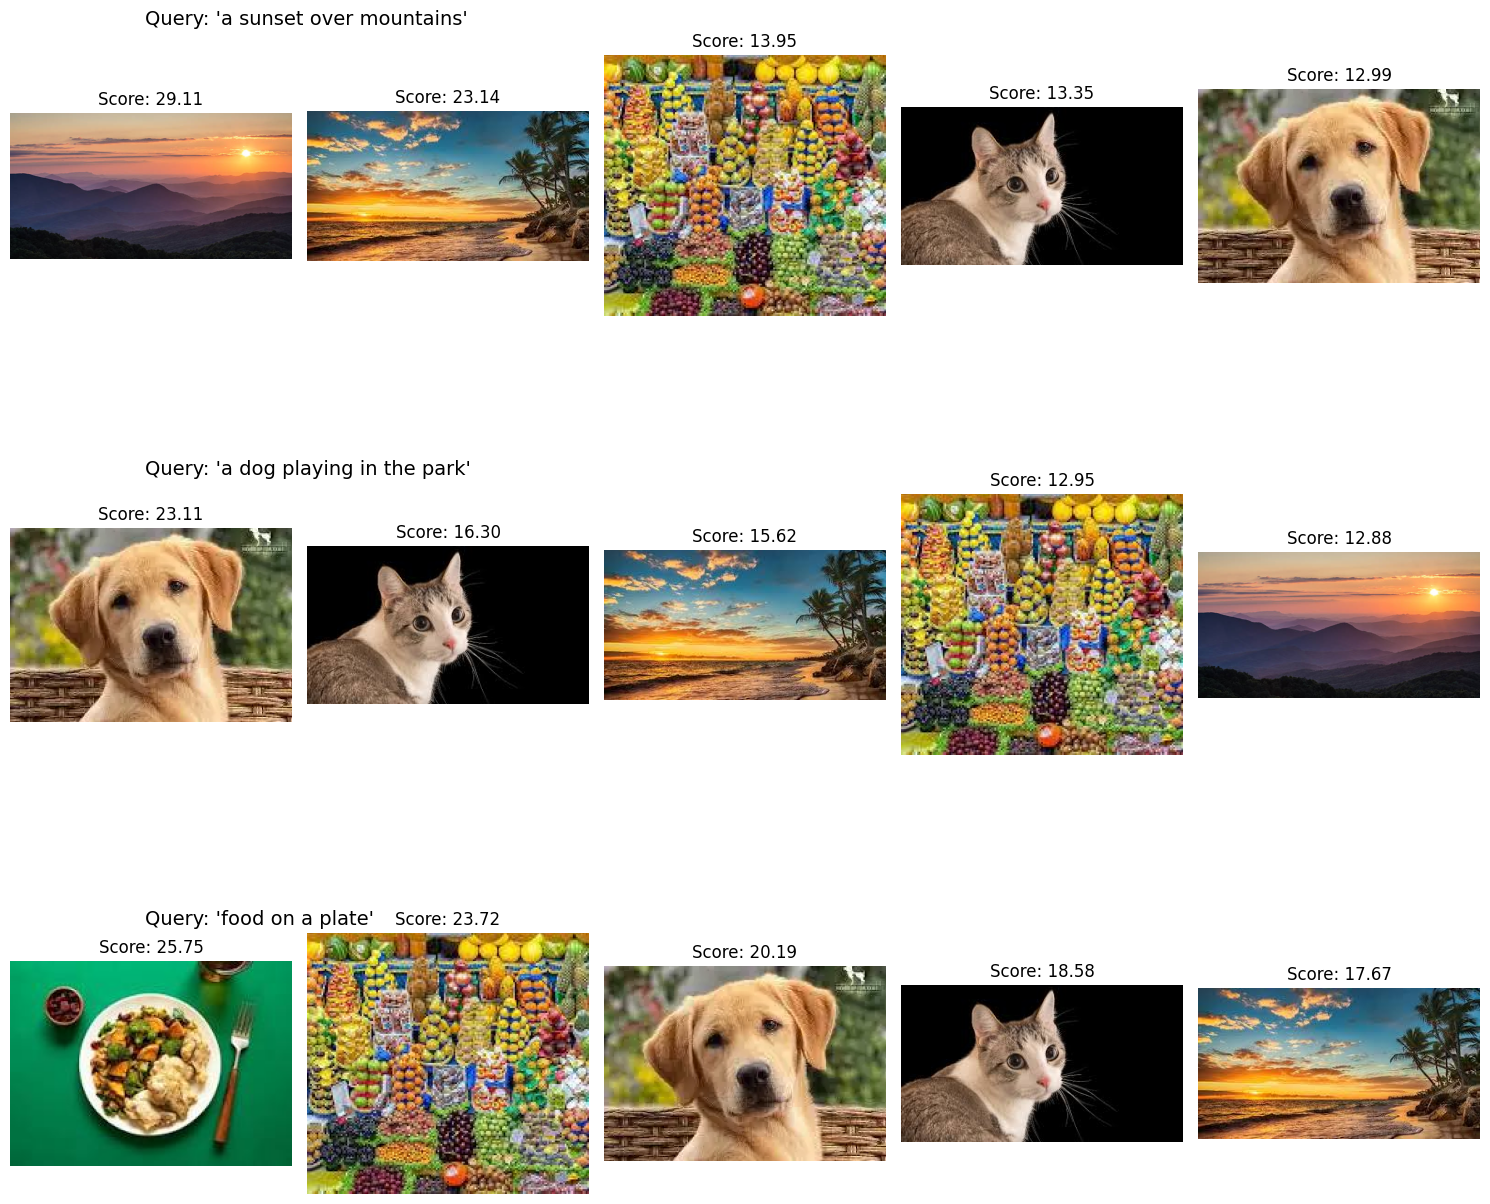 Query: 'a sunset over mountains'
Score: 29.11
Score: 23.14
Score: 13.95
Score: 13.35
Score: 12.99
Query: 'a dog playing in the park'
Score: 23.11
Score: 16.30
Score: 15.62
Score: 12.95
Score: 12.88
Query: 'food on a plate'
Score: 25.75
Score: 23.72
Score: 20.19
Score: 18.58
Score: 17.67